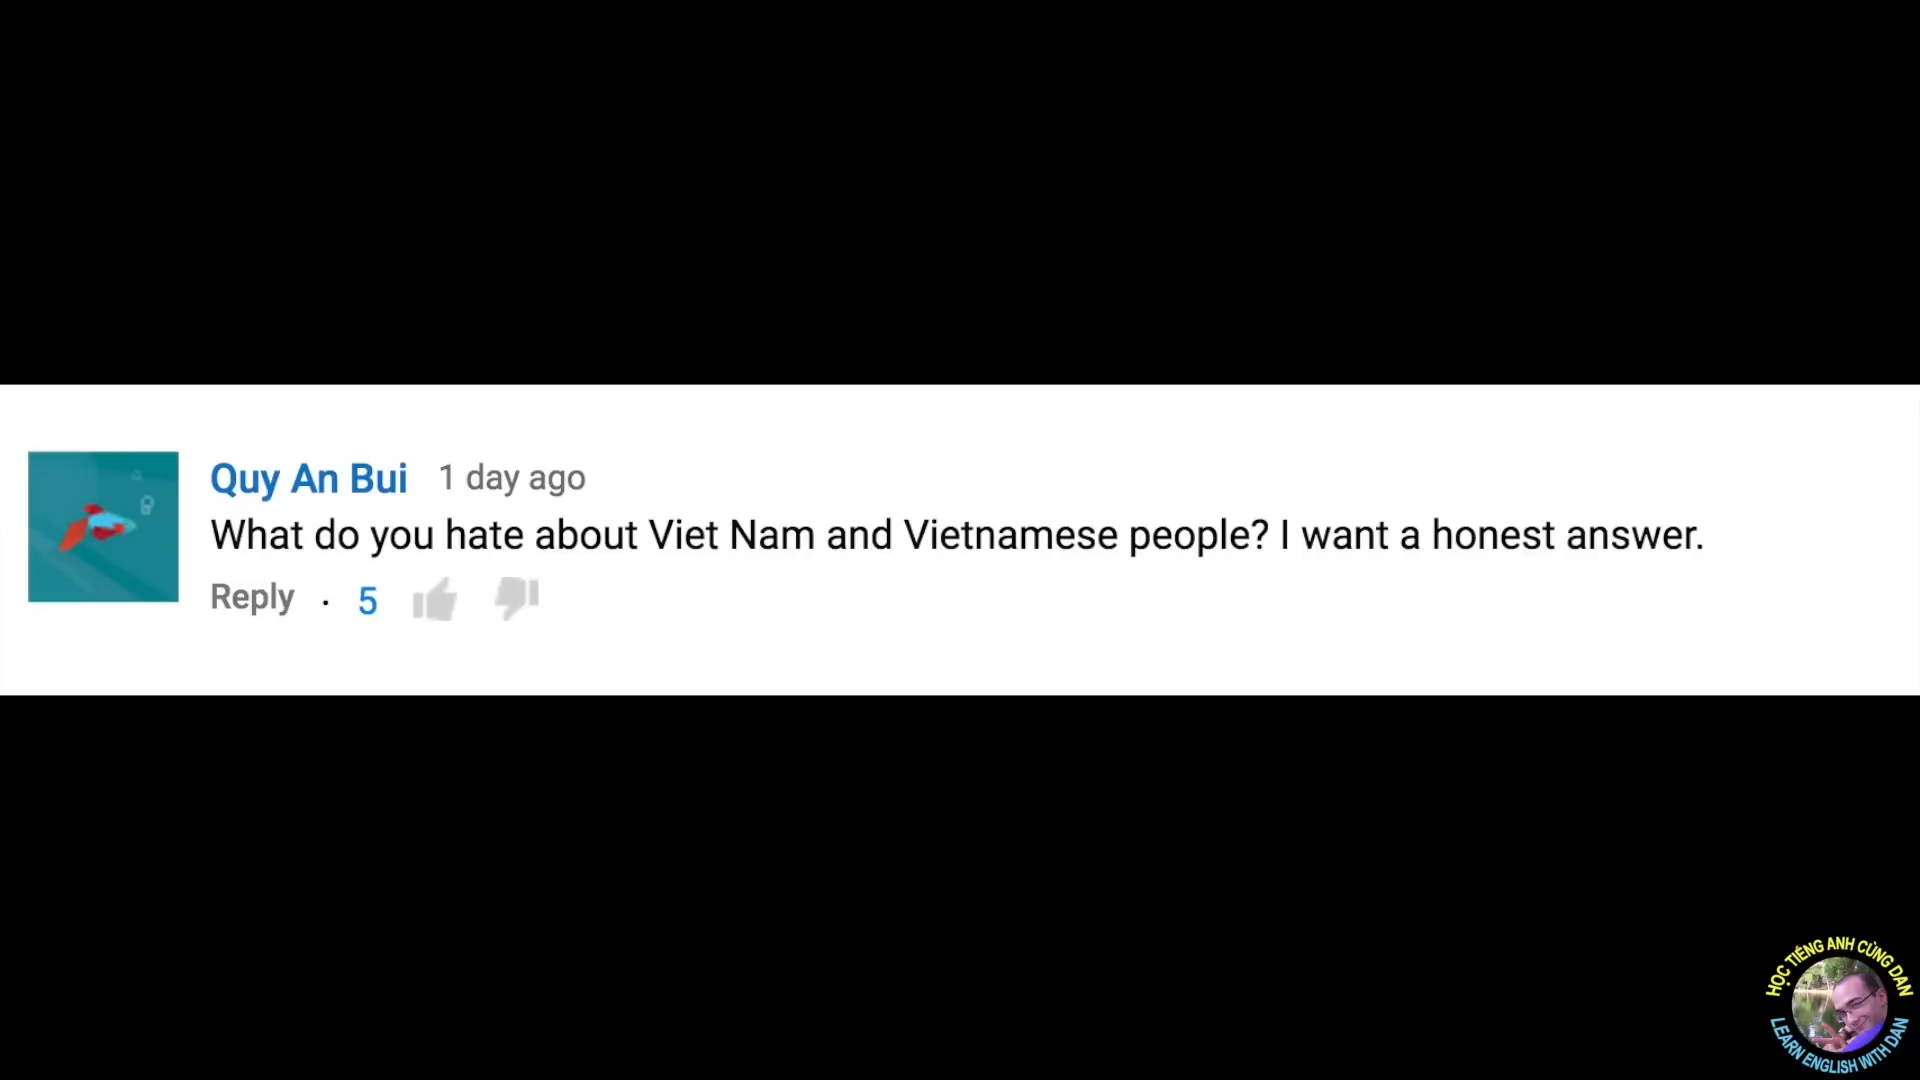 Quy An Bui 1 day ago
What do you hate about Viet Nam and Vietnamese people? I want a honest answer.
Reply · 5
HỌC TIẾNG ANH CÙNG DAN
LEARN ENGLISH WITH DAN